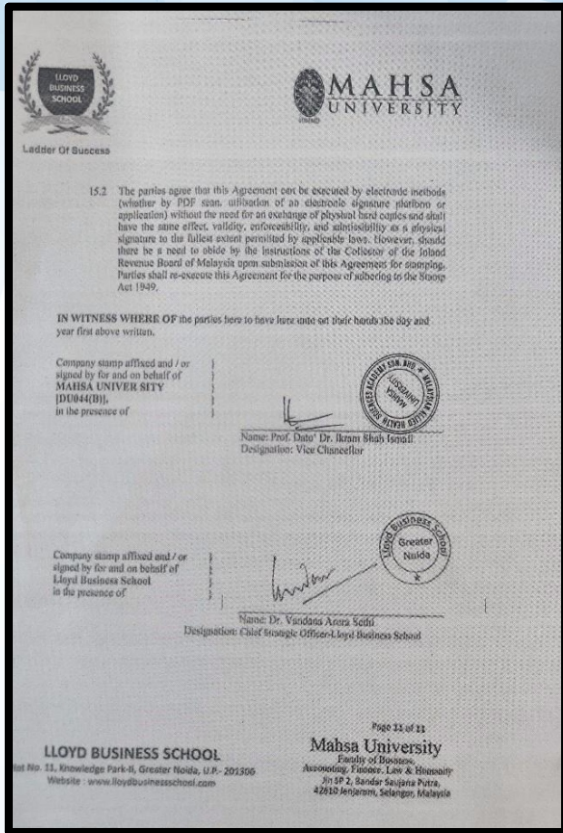 LLOYD
BUSINESS
SCHOOL
Ladder Of Success
MAHSA
UNIVERSITY
15.2 The parties agree that this Agreement can be executed by electronic methods
(whether by PDF scan, utilisation of an electronic signature platform or
application) without the need for an exchange of physical hard copies and shall
have the same effect, validity, enforceability, and admissibility as a physical
signature to the fullest extent permitted by applicable laws. However, should
there be a need to abide by the instructions of the Collector of the Inland
Revenue Board of Malaysia upon submission of this Agreement for stamping,
Parties shall re-execute this Agreement for the purpose of adhering to the Stamp
Act 1949.
IN WITNESS WHERE OF the parties here to have here unto set their hands the day and
year first above written.
Company stamp affixed and / or
signed by for and on behalf of
MAHSA UNIVER SITY
[DU044(B)],
in the presence of
MALAYSIAN ALLIED HEALTH SCIENCES ACADEMY SDN. BHD.
MAHSA
UNIVERSITY
Name: Prof. Dato' Dr. Ikram Shah Ismail
Designation: Vice Chancellor
Company stamp affixed and / or
signed by for and on behalf of
Lloyd Business School
in the presence of
Lloyd Business School
Greater
Noida
Name: Dr. Vandana Arora Sethi
Designation: Chief Strategic Officer-Lloyd Business School
Page 11 of 11
LLOYD BUSINESS SCHOOL
No. 11, Knowledge Park-II, Greater Noida, U.P.- 201306
Website : www.lloydbusinessschool.com
Mahsa University
Faculty of Business,
Accounting, Finance, Law & Humanity
Jln SP 2, Bandar Saujana Putra,
42610 Jenjarom, Selangor, Malaysia